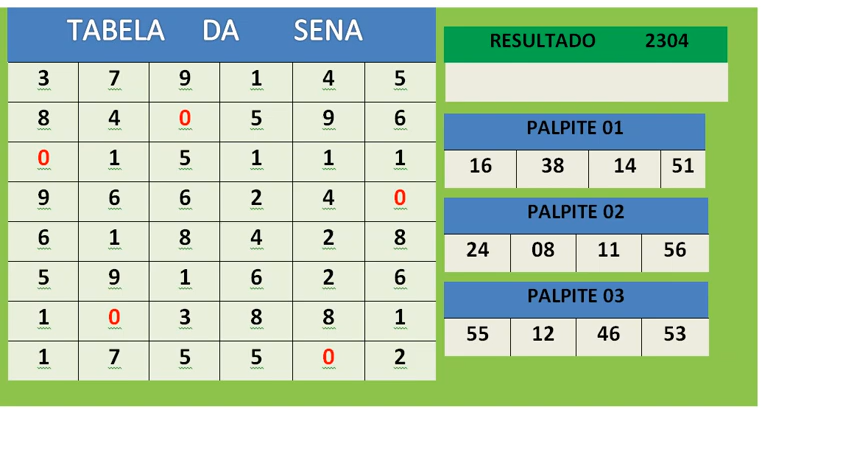 TABELA DA SENA
3 7 9 1 4 5
8 4 0 5 9 6
0 1 5 1 1 1
9 6 6 2 4 0
6 1 8 4 2 8
5 9 1 6 2 6
1 0 3 8 8 1
1 7 5 5 0 2
RESULTADO 2304
PALPITE 01
16 38 14 51
PALPITE 02
24 08 11 56
PALPITE 03
55 12 46 53